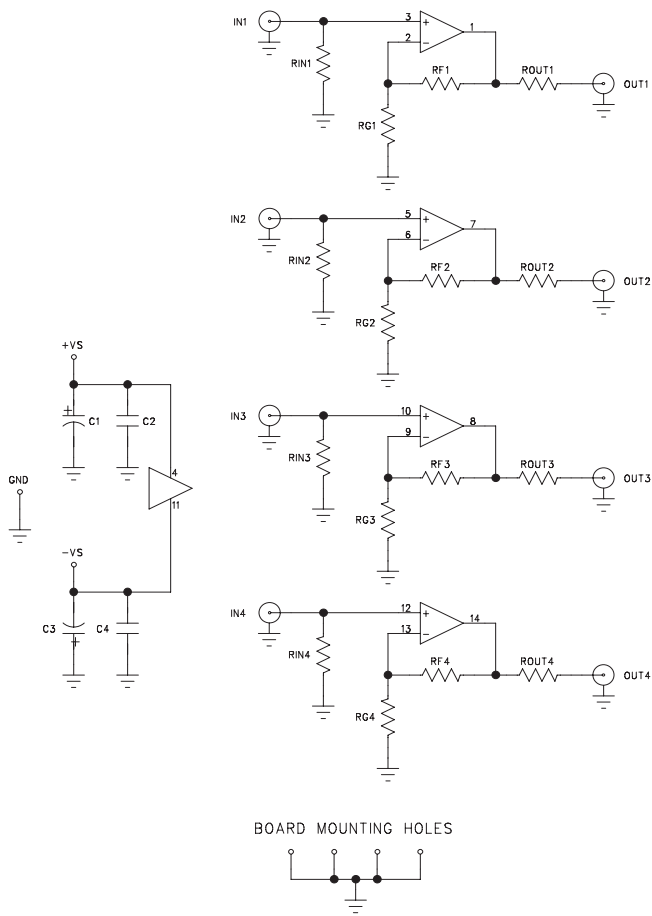 IN1
3
1
2
RIN1
RF1
ROUT1
OUT1
RG1
IN2
5
7
6
RIN2
RF2
ROUT2
OUT2
RG2
+VS
+
C1
C2
IN3
10
8
9
RIN3
RF3
ROUT3
OUT3
RG3
4
GND
11
-VS
C3
+
C4
IN4
12
14
13
RIN4
RF4
ROUT4
OUT4
RG4
BOARD MOUNTING HOLES